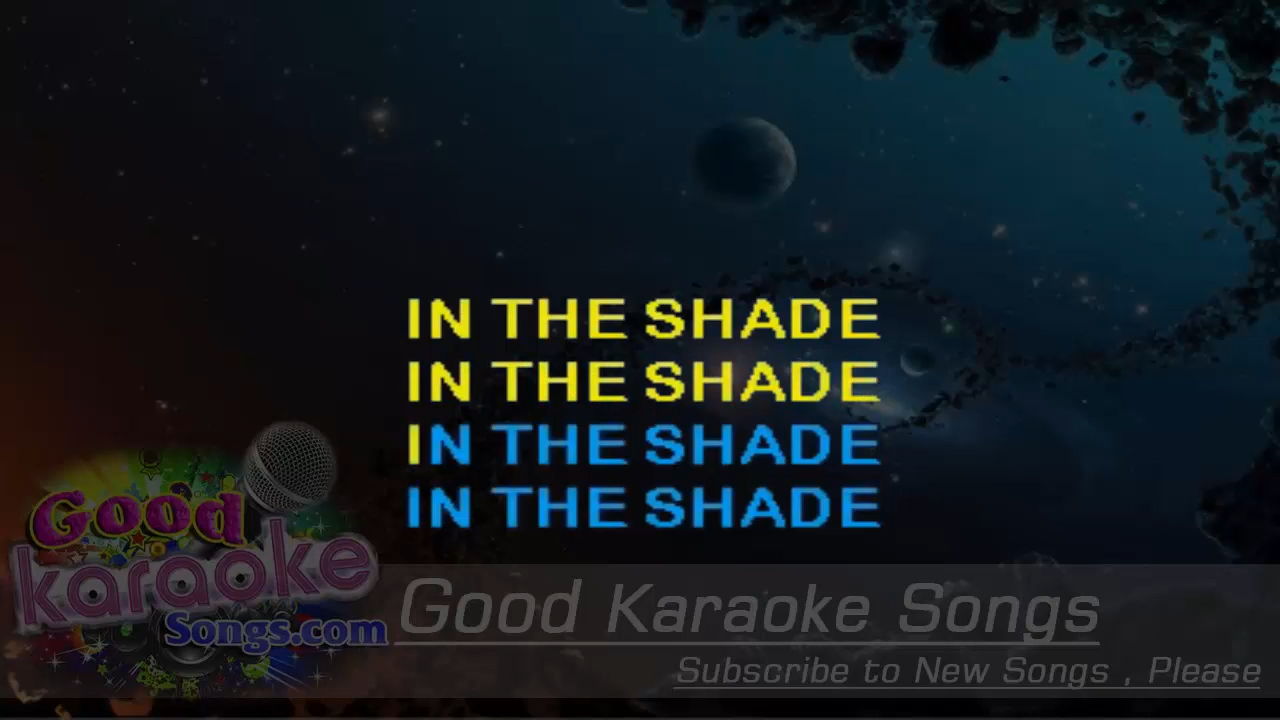 IN THE SHADE
IN THE SHADE
IN THE SHADE
IN THE SHADE
Good
karaoke
Songs.com
Good Karaoke Songs
Subscribe to New Songs , Please